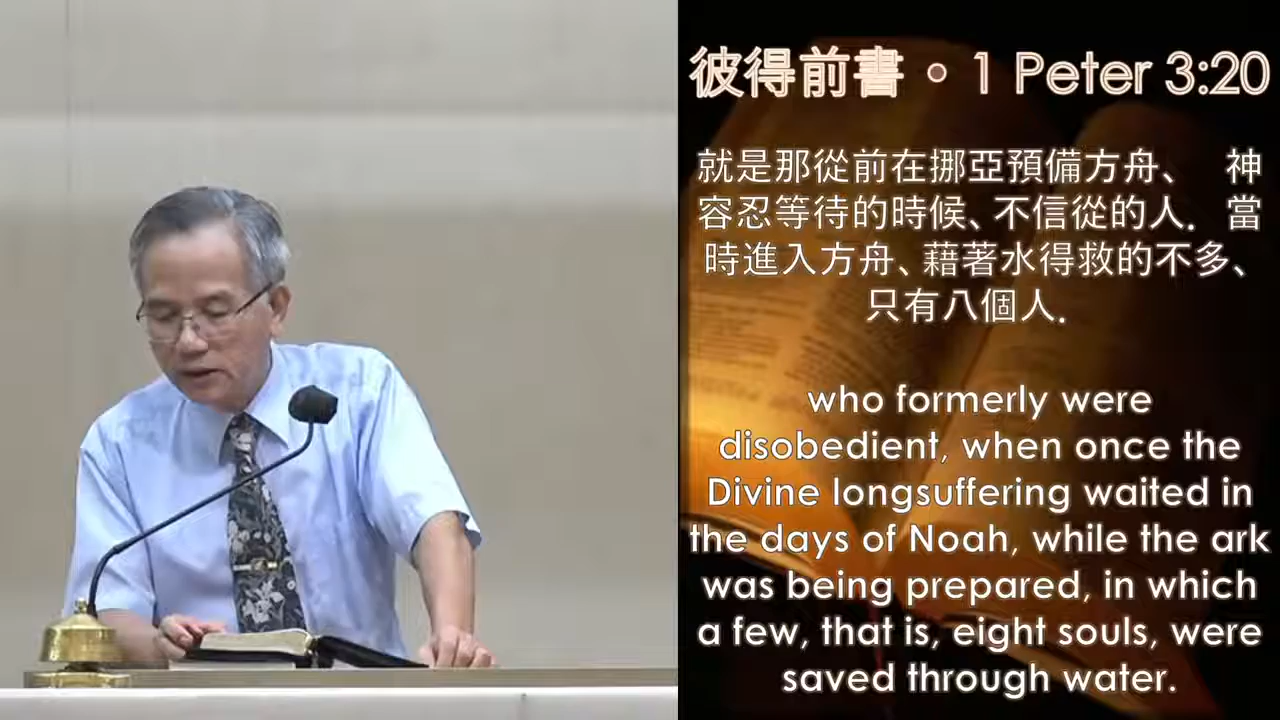 彼得前書 • 1 Peter 3:20
就是那從前在挪亞預備方舟、　神
容忍等待的時候、不信從的人． 當
時進入方舟、藉著水得救的不多、
只有八個人．
who formerly were
disobedient, when once the
Divine longsuffering waited in
the days of Noah, while the ark
was being prepared, in which
a few, that is, eight souls, were
saved through water.